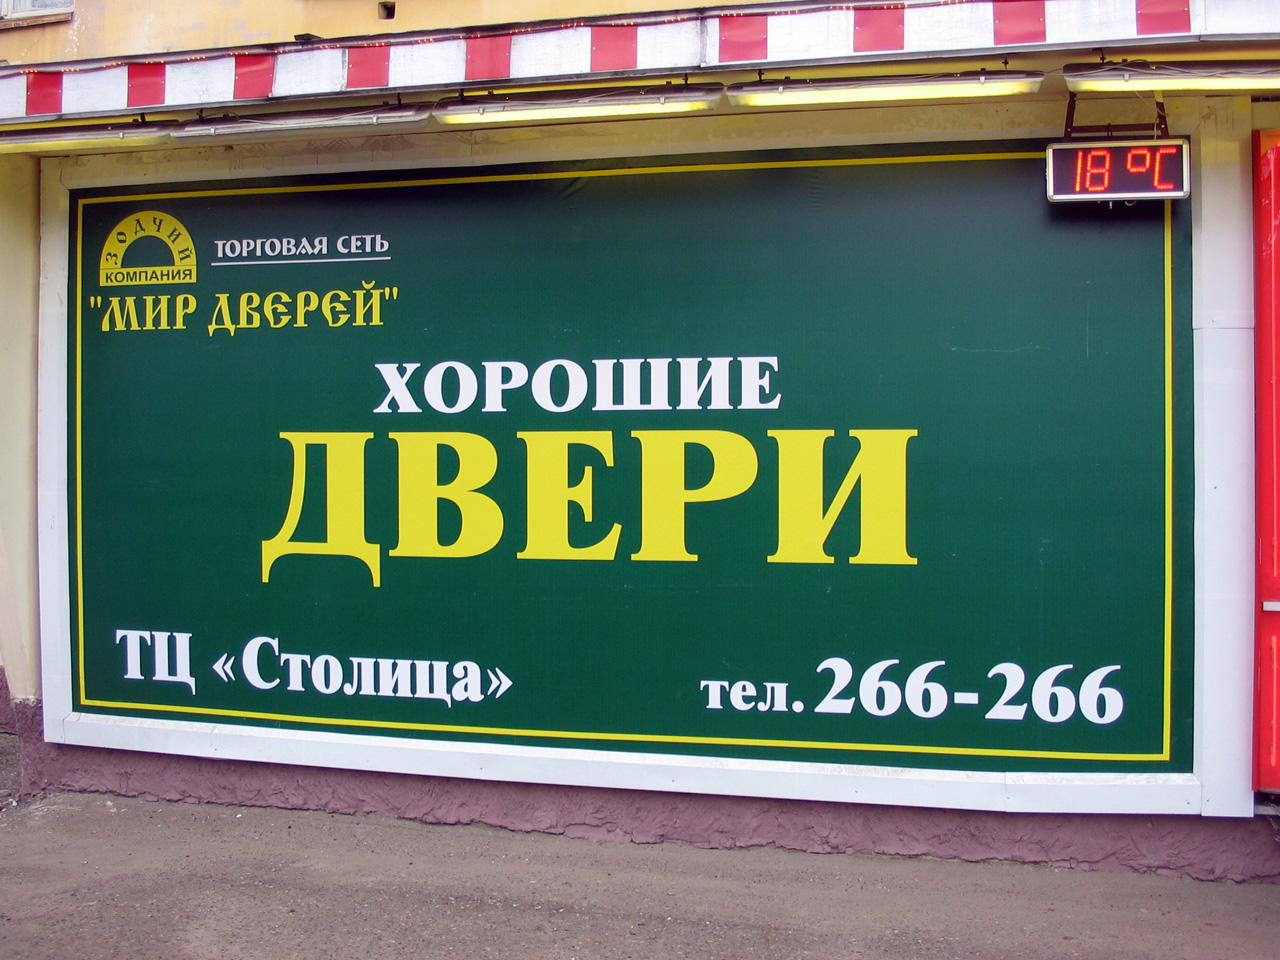 18 °C
ЗОДЧИЙ
КОМПАНИЯ
ТОРГОВАЯ СЕТЬ
"МИР ДВЕРЕЙ"
ХОРОШИЕ
ДВЕРИ
ТЦ «Столица»
тел. 266-266